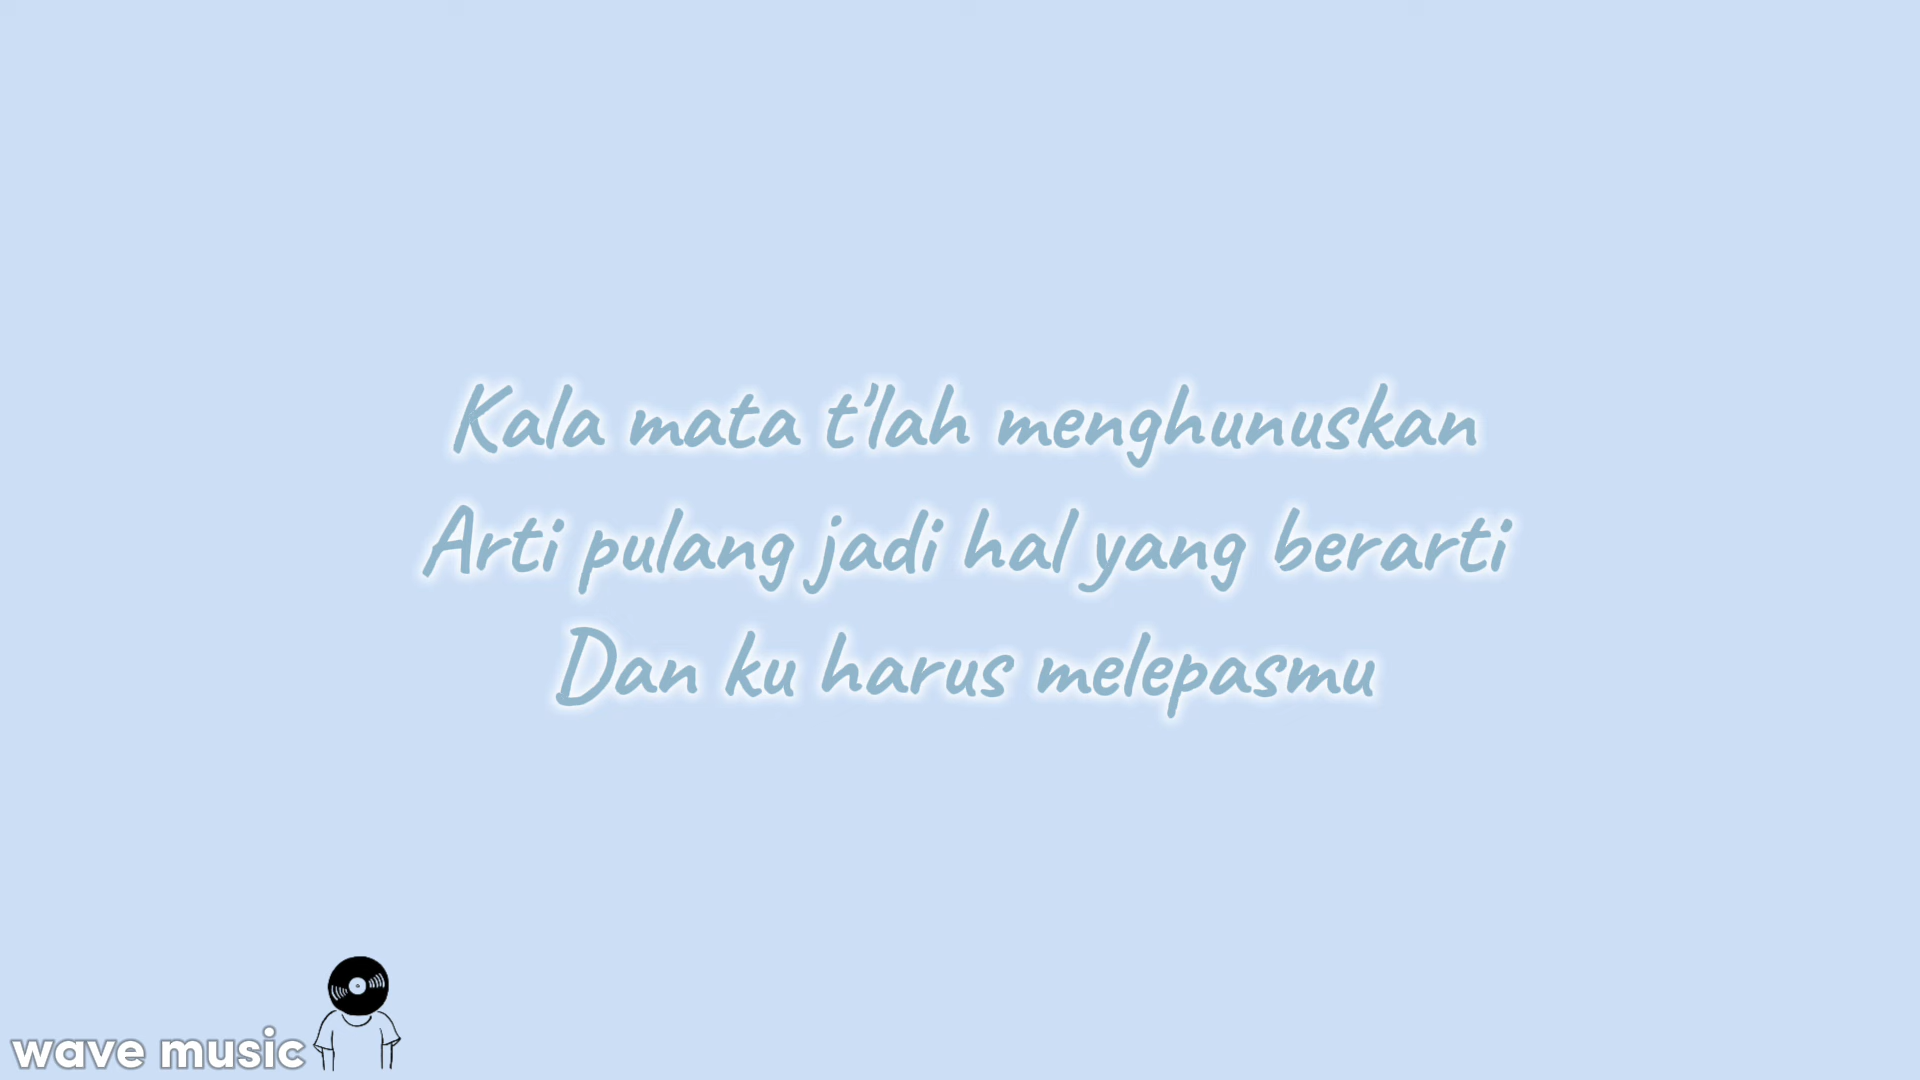 Kala mata t'lah menghunuskan
Arti pulang jadi hal yang berarti
Dan ku harus melepasmu
wave music